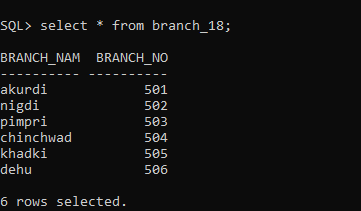 SQL> select * from branch_18;
BRANCH_NAM  BRANCH_NO
---------- ----------
akurdi            501
nigdi             502
pimpri            503
chinchwad         504
khadki            505
dehu              506
6 rows selected.